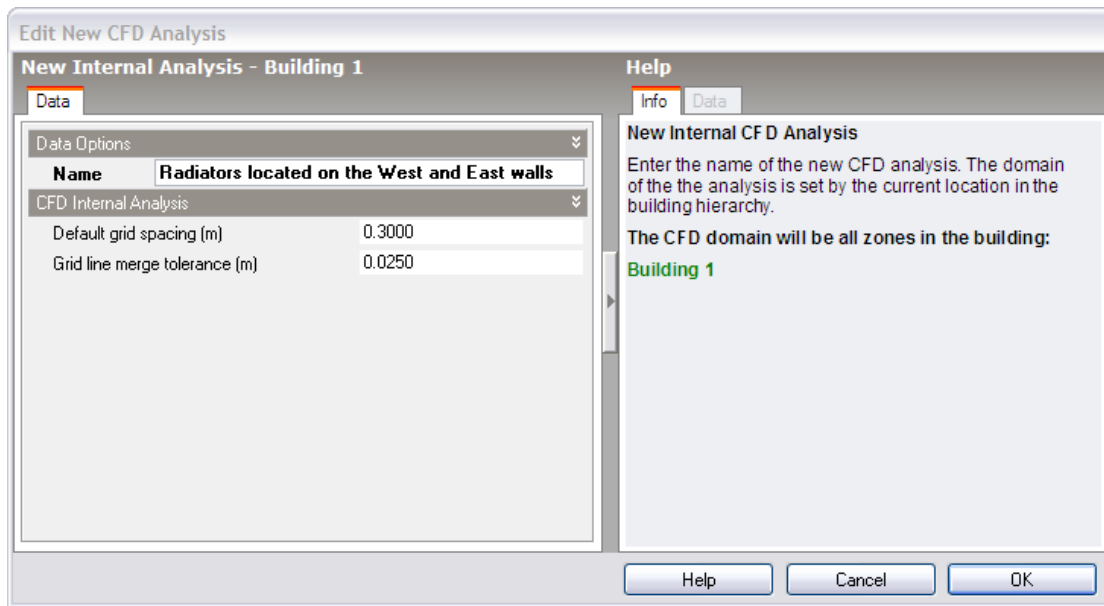 Edit New CFD Analysis
New Internal Analysis - Building 1
Data
Data Options
Name Radiators located on the West and East walls
CFD Internal Analysis
Default grid spacing (m) 0.3000
Grid line merge tolerance (m) 0.0250
Help
Info Data
New Internal CFD Analysis
Enter the name of the new CFD analysis. The domain
of the the analysis is set by the current location in the
building hierarchy.
The CFD domain will be all zones in the building:
Building 1
Help Cancel OK